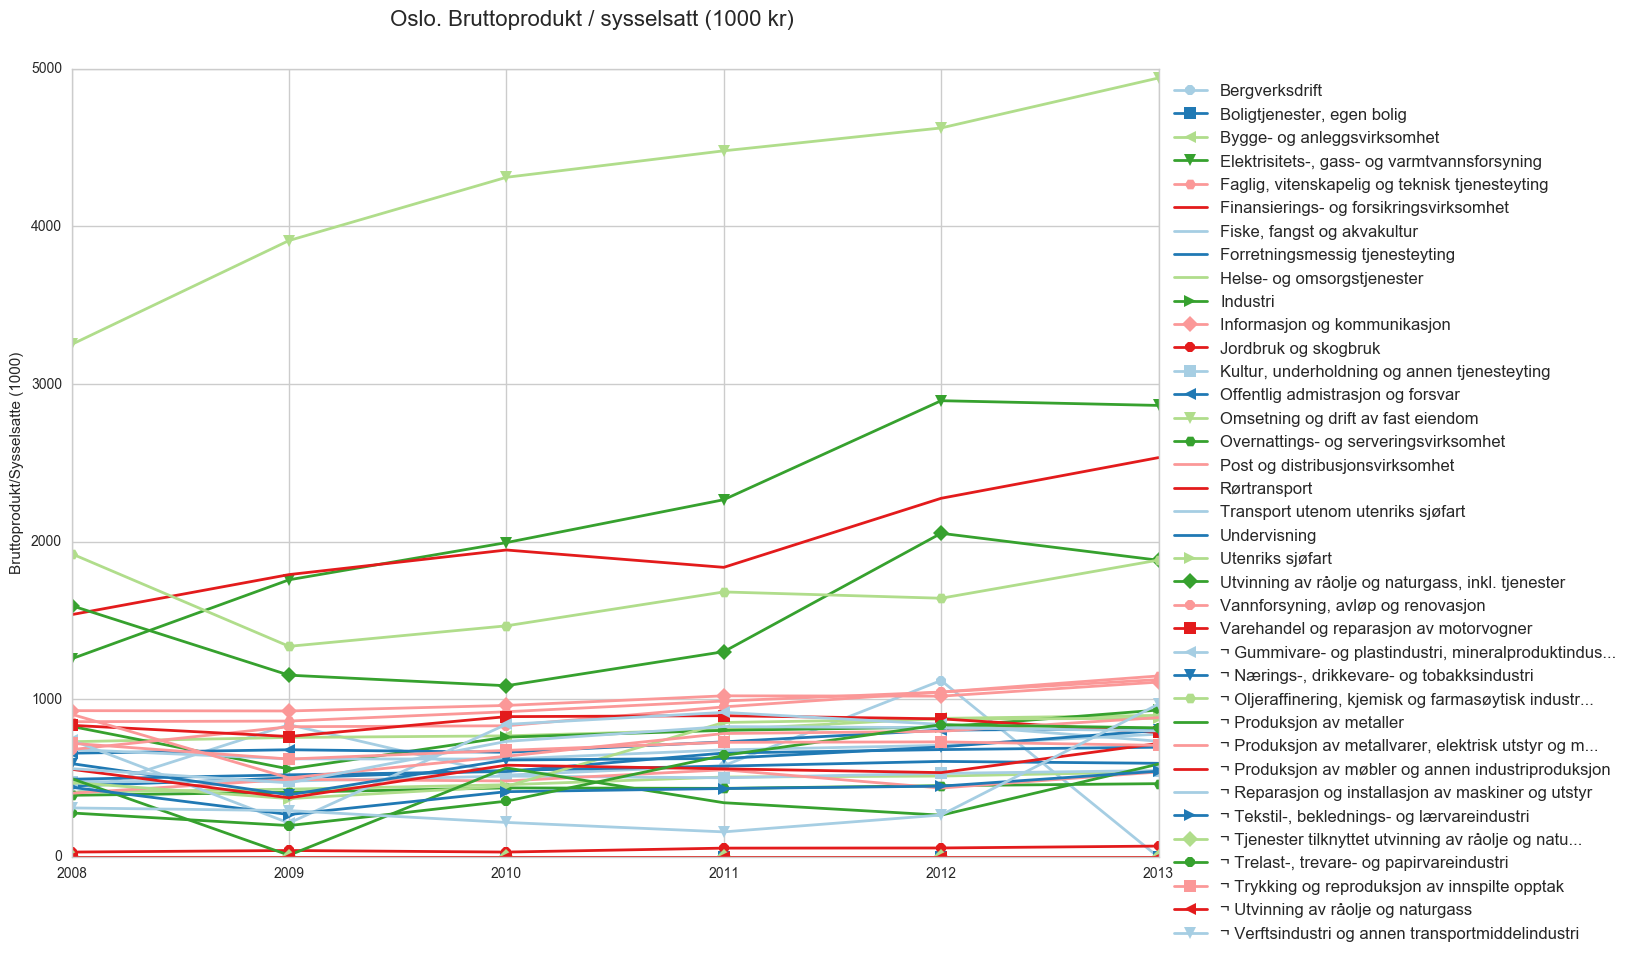 Oslo. Bruttoprodukt / sysselsatt (1000 kr)
5000
4000
3000
2000
1000
0
Bruttoprodukt/Sysselsatte (1000)
2008
2009
2010
2011
2012
2013
Bergverksdrift
Boligtjenester, egen bolig
Bygge- og anleggsvirksomhet
Elektrisitets-, gass- og varmtvannsforsyning
Faglig, vitenskapelig og teknisk tjenesteyting
Finansierings- og forsikringsvirksomhet
Fiske, fangst og akvakultur
Forretningsmessig tjenesteyting
Helse- og omsorgstjenester
Industri
Informasjon og kommunikasjon
Jordbruk og skogbruk
Kultur, underholdning og annen tjenesteyting
Offentlig admistrasjon og forsvar
Omsetning og drift av fast eiendom
Overnattings- og serveringsvirksomhet
Post og distribusjonsvirksomhet
Rørtransport
Transport utenom utenriks sjøfart
Undervisning
Utenriks sjøfart
Utvinning av råolje og naturgass, inkl. tjenester
Vannforsyning, avløp og renovasjon
Varehandel og reparasjon av motorvogner
¬ Gummivare- og plastindustri, mineralproduktindus...
¬ Nærings-, drikkevare- og tobakksindustri
¬ Oljeraffinering, kjemisk og farmasøytisk industr...
¬ Produksjon av metaller
¬ Produksjon av metallvarer, elektrisk utstyr og m...
¬ Produksjon av møbler og annen industriproduksjon
¬ Reparasjon og installasjon av maskiner og utstyr
¬ Tekstil-, beklednings- og lærvareindustri
¬ Tjenester tilknyttet utvinning av råolje og natu...
¬ Trelast-, trevare- og papirvareindustri
¬ Trykking og reproduksjon av innspilte opptak
¬ Utvinning av råolje og naturgass
¬ Verftsindustri og annen transportmiddelindustri